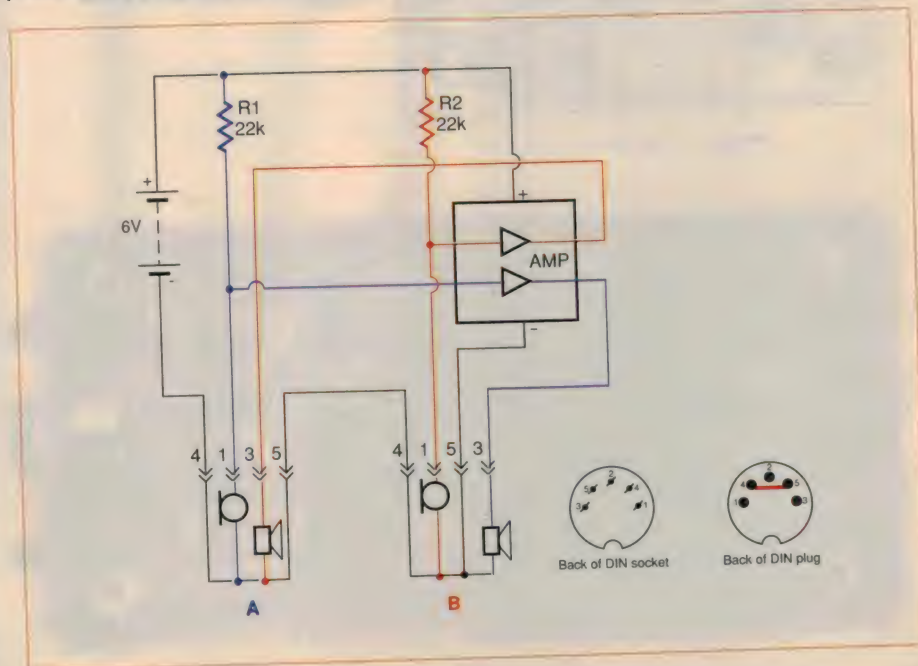 R1
22k
R2
22k
+
6V
-
+
AMP
-
4 1 3 5
4 1 5 3
A
B
2
5 4
3 1
Back of DIN socket
2
4 5
1 3
Back of DIN plug